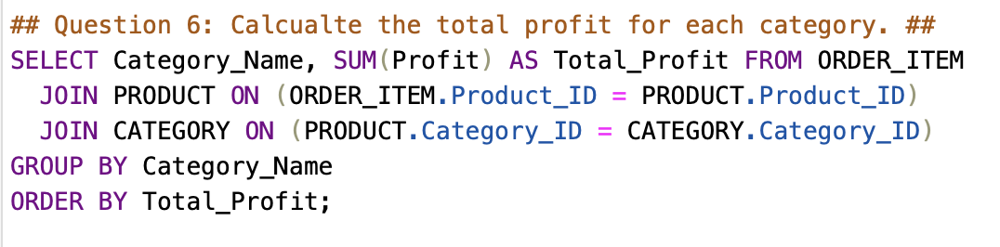 ## Question 6: Calcualte the total profit for each category. ##
SELECT Category_Name, SUM(Profit) AS Total_Profit FROM ORDER_ITEM
  JOIN PRODUCT ON (ORDER_ITEM.Product_ID = PRODUCT.Product_ID)
  JOIN CATEGORY ON (PRODUCT.Category_ID = CATEGORY.Category_ID)
GROUP BY Category_Name
ORDER BY Total_Profit;